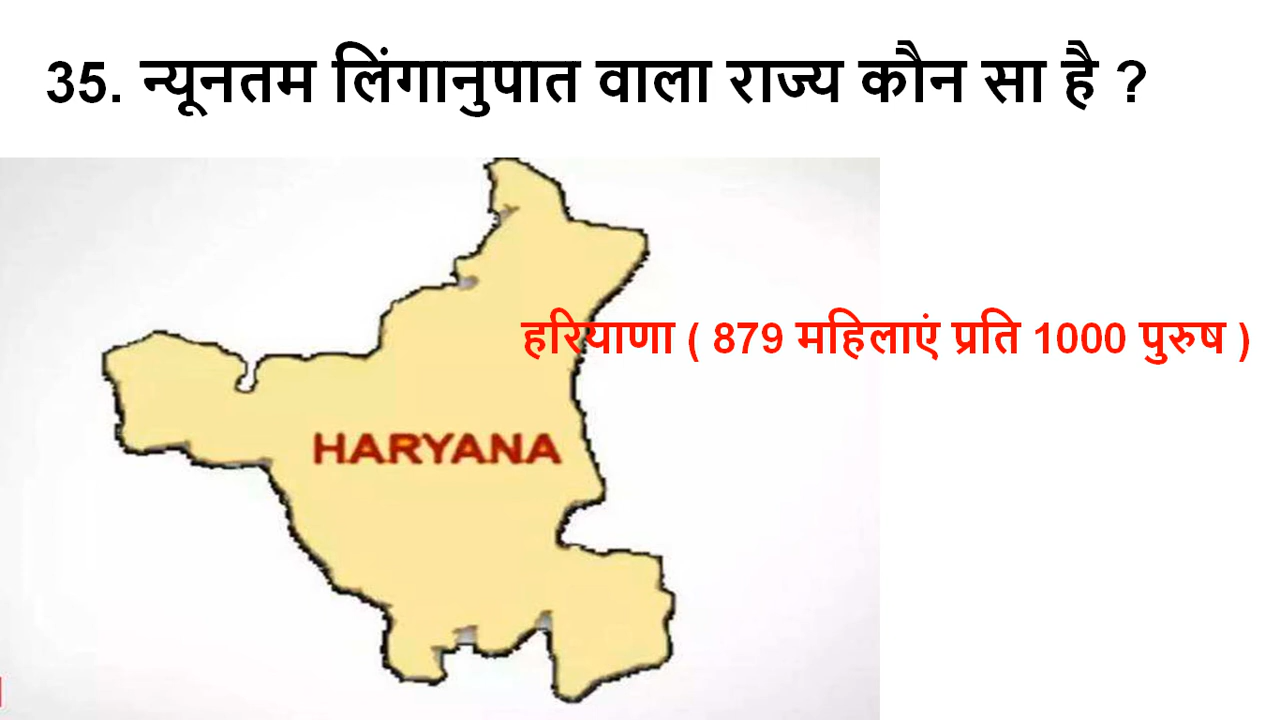 35. न्यूनतम लिंगानुपात वाला राज्य कौन सा है ?
हरियाणा ( 879 महिलाएं प्रति 1000 पुरुष )
HARYANA